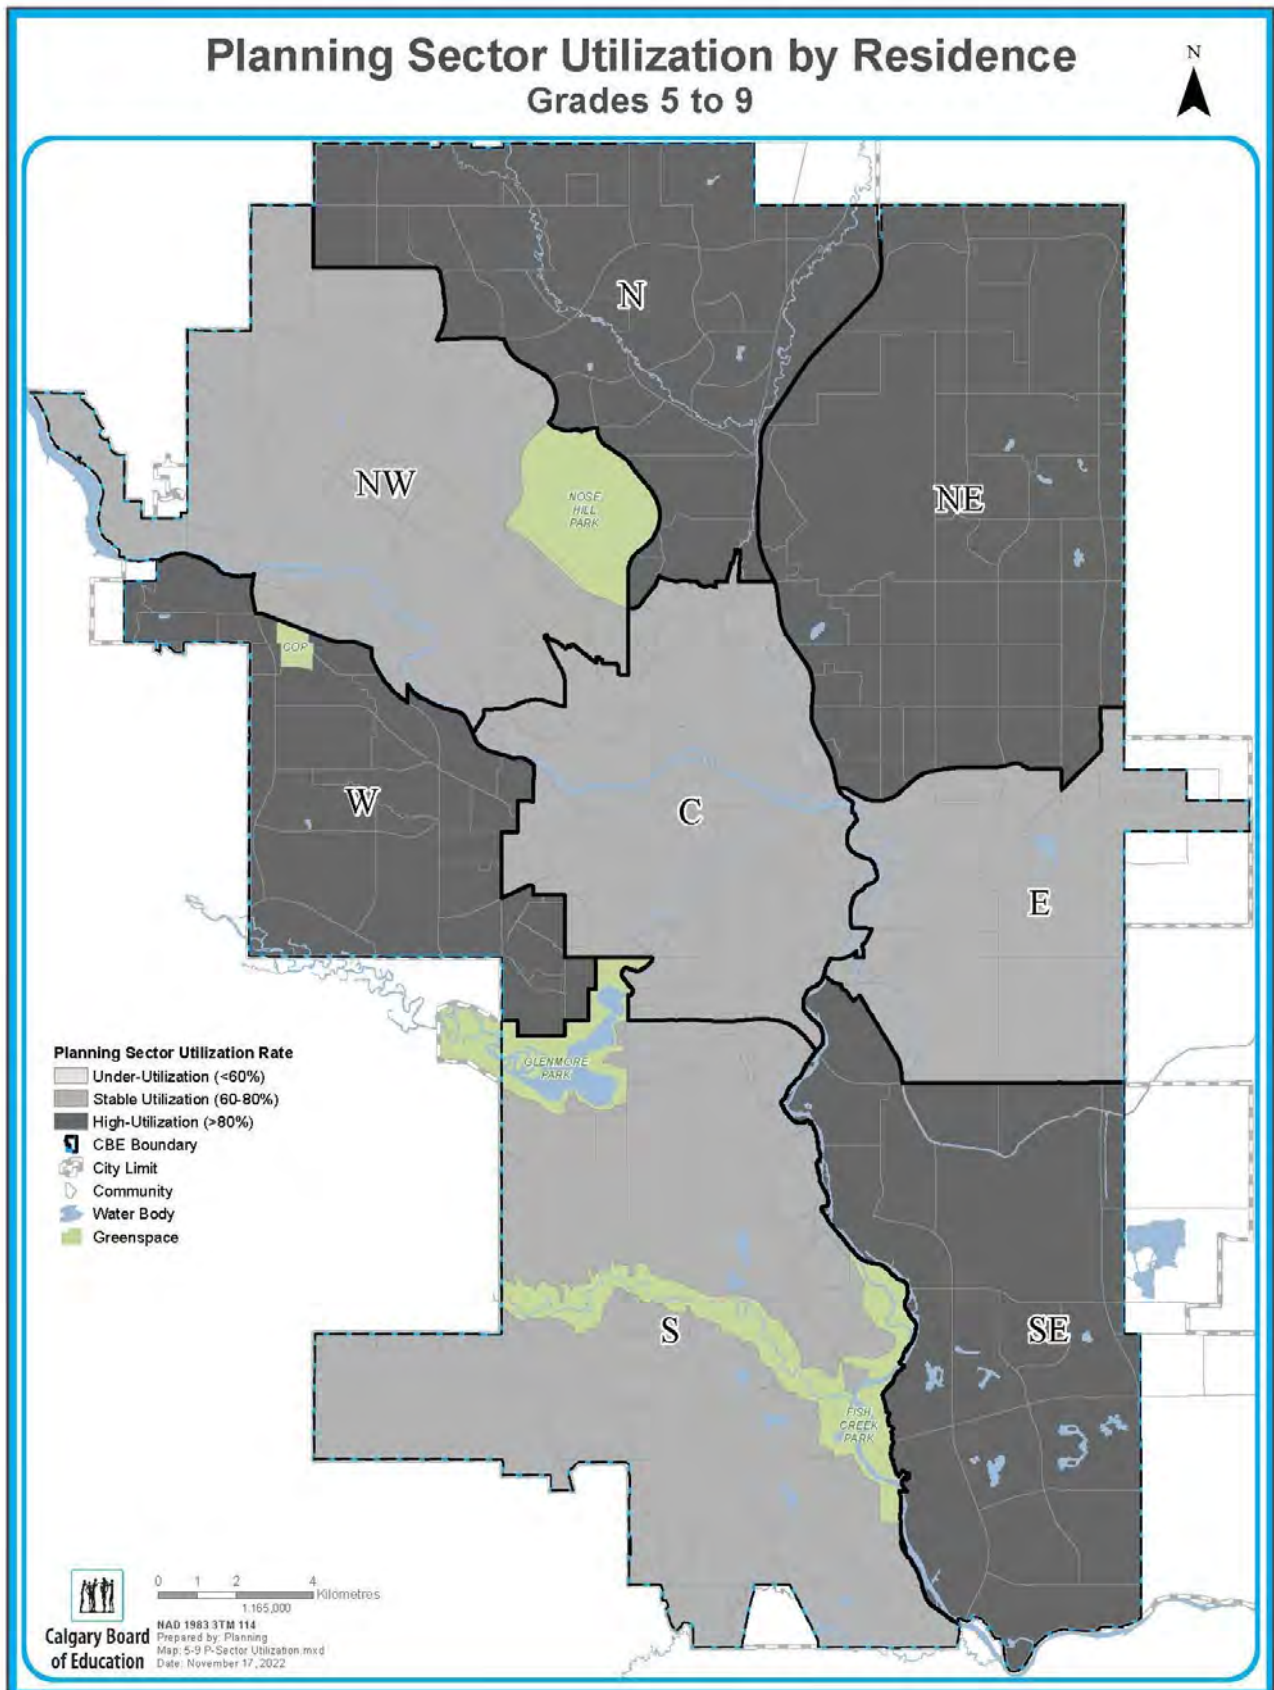 Planning Sector Utilization by Residence
Grades 5 to 9
N
N
NW
NOSE
HILL
PARK
NE
COP
W
C
E
GLENMORE
PARK
Planning Sector Utilization Rate
Under-Utilization (<60%)
Stable Utilization (60-80%)
High-Utilization (>80%)
CBE Boundary
City Limit
Community
Water Body
Greenspace
S
SE
FISH
CREEK
PARK
0 1 2 4
Kilometres
1:165,000
Calgary Board
of Education
NAD 1983 3TM 114
Prepared by: Planning
Map: 5-9 P-Sector Utilization.mxd
Date: November 17, 2022